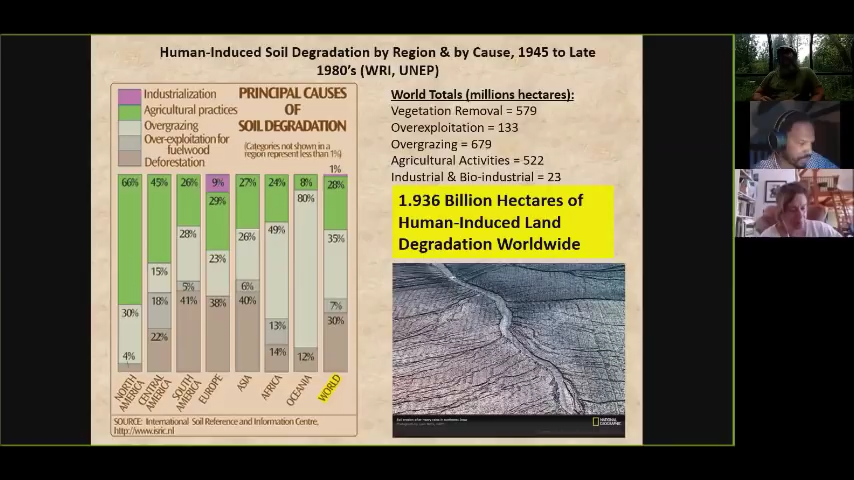 Human-Induced Soil Degradation by Region & by Cause, 1945 to Late
1980's (WRI, UNEP)
Industrialization
Agricultural practices
Overgrazing
Over-exploitation for
fuelwood
Deforestation
PRINCIPAL CAUSES
OF
SOIL DEGRADATION
(Categories not shown in a
region represent less than 1%)
1%
66% 45% 26% 9% 27% 24% 8% 28%
29% 80%
28% 26% 49% 35%
15% 23%
5% 6%
30% 18% 41% 38% 40% 13% 7%
22% 30%
4% 14% 12%
NORTH
AMERICA
CENTRAL
AMERICA
SOUTH
AMERICA
EUROPE
ASIA
AFRICA
OCEANIA
WORLD
SOURCE: International Soil Reference and Information Centre,
http://www.isric.nl
World Totals (millions hectares):
Vegetation Removal = 579
Overexploitation = 133
Overgrazing = 679
Agricultural Activities = 522
Industrial & Bio-industrial = 23
1.936 Billion Hectares of
Human-Induced Land
Degradation Worldwide
NATIONAL
GEOGRAPHIC